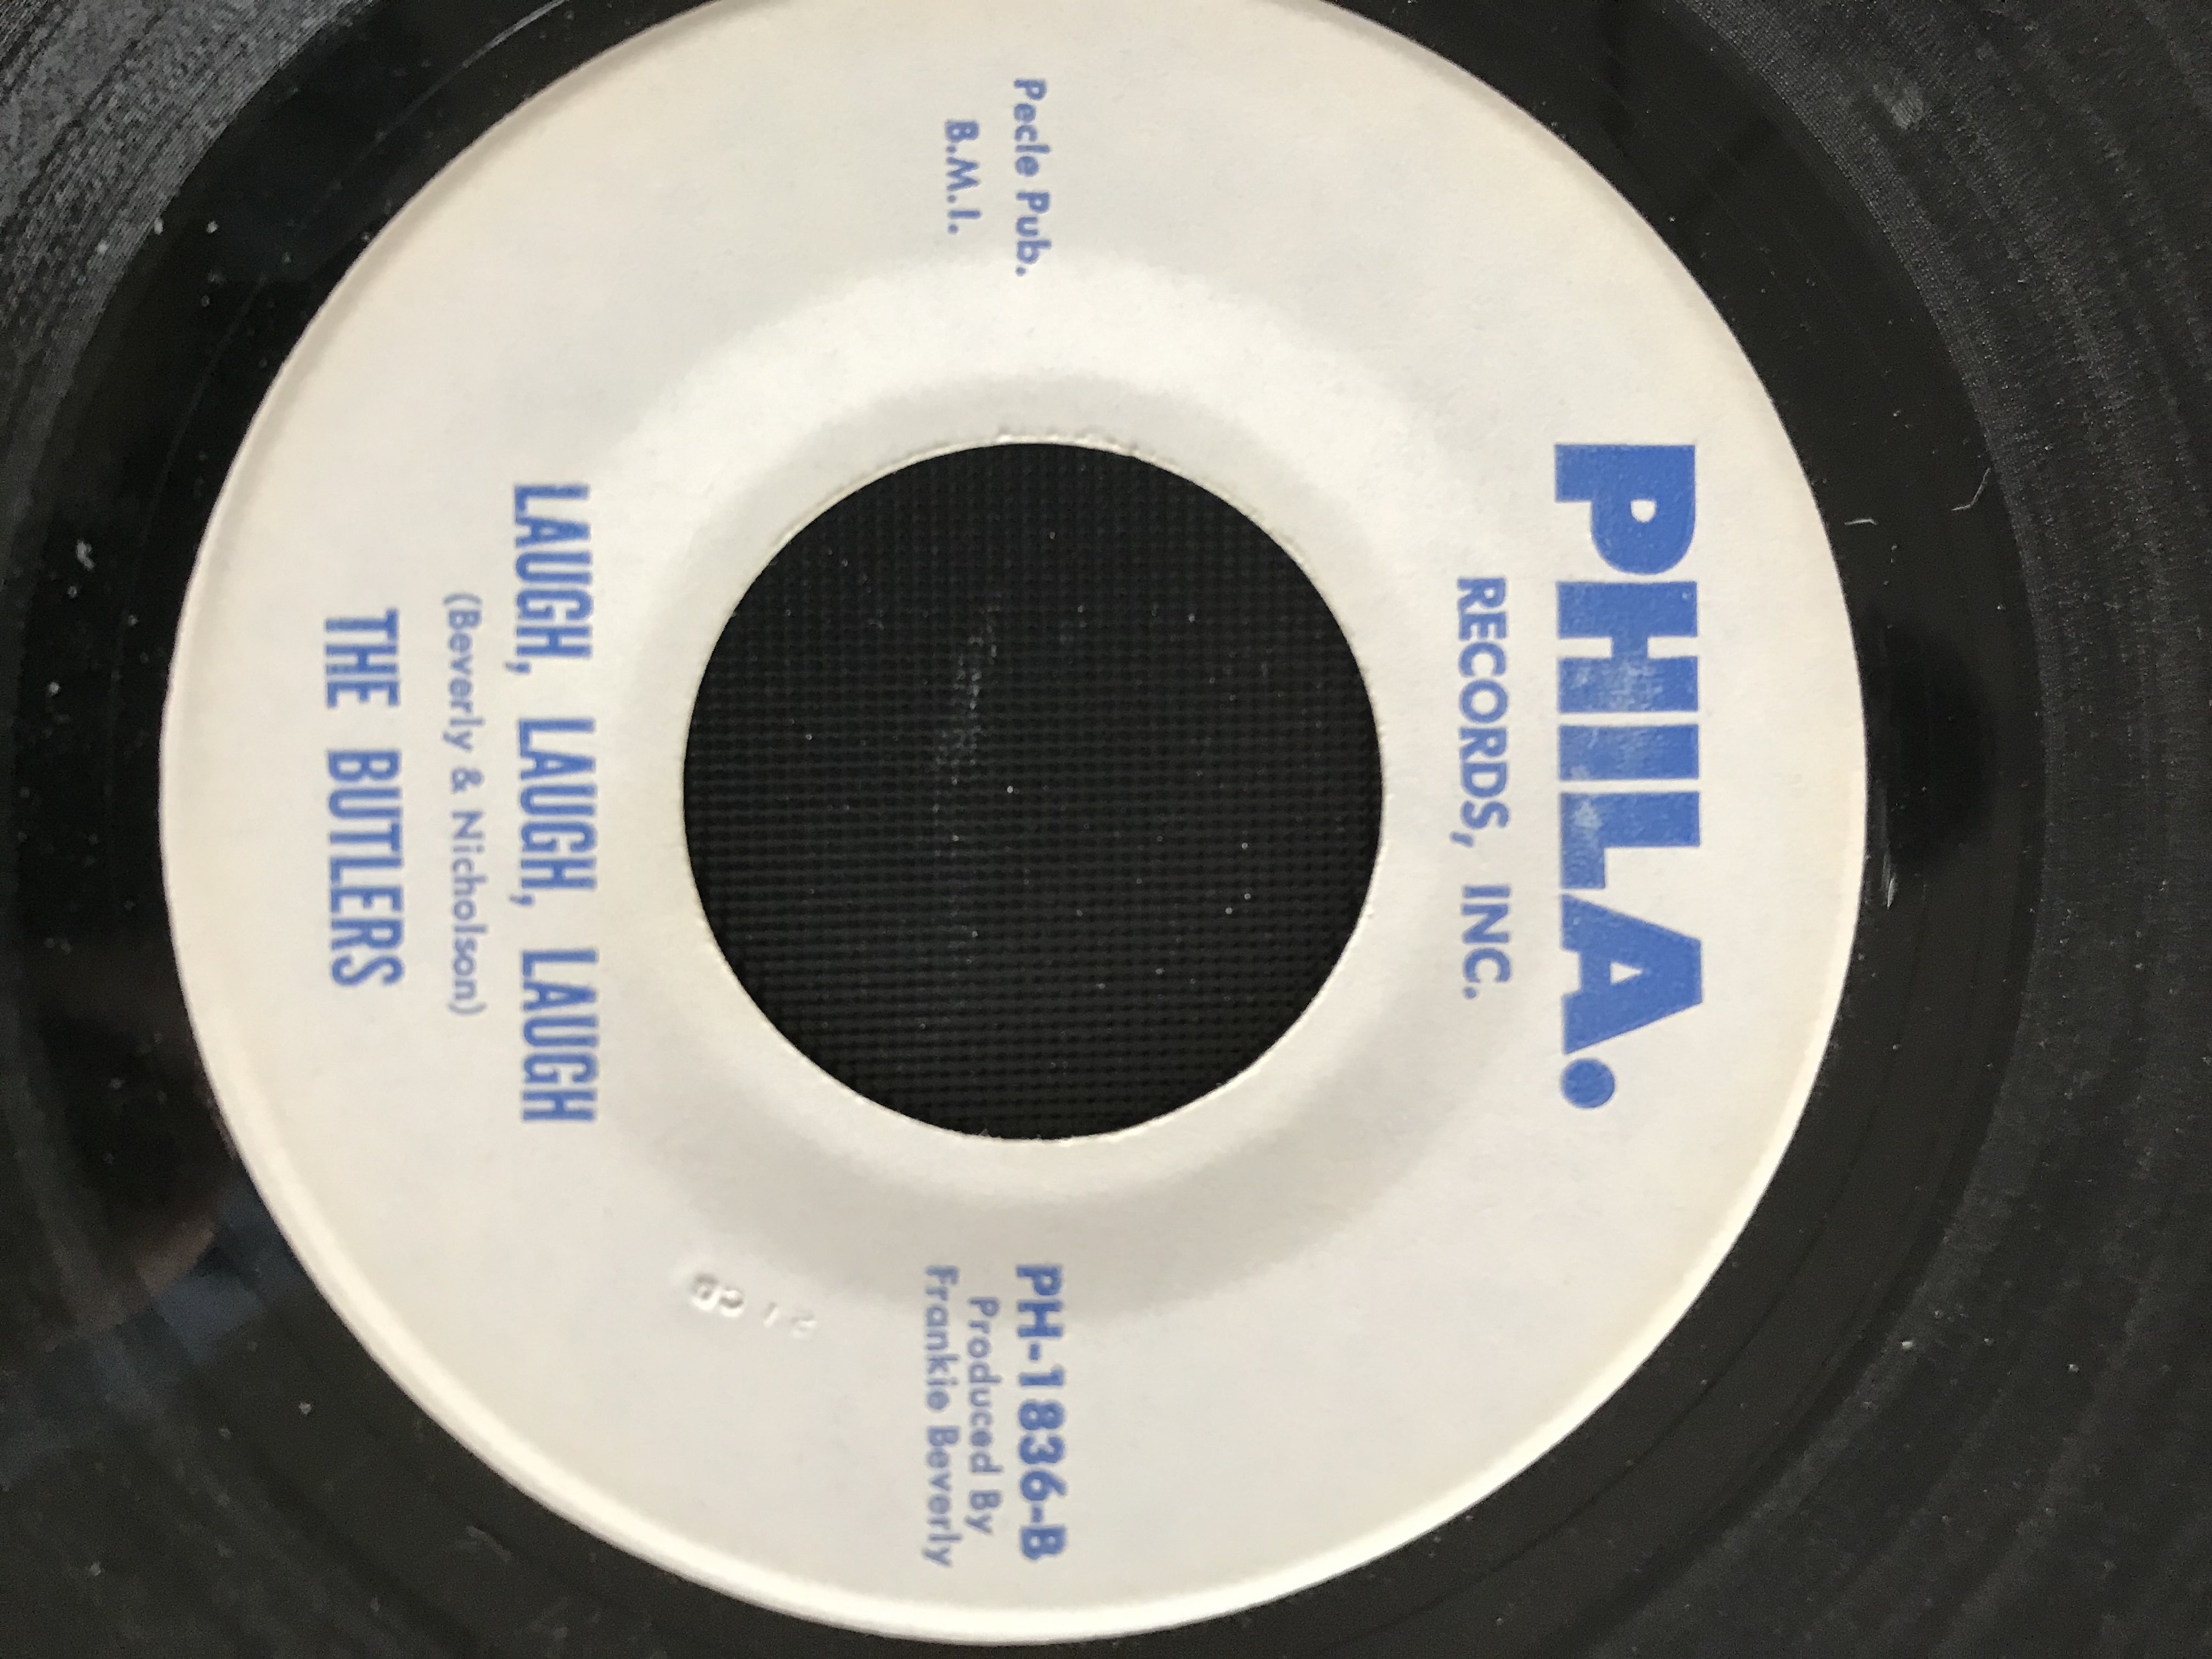 PHILA.
RECORDS, INC.
Pecle Pub.
B.M.I.
PH-1836-B
Produced By
Frankie Beverly
LAUGH, LAUGH, LAUGH
(Beverly & Nicholson)
THE BUTLERS